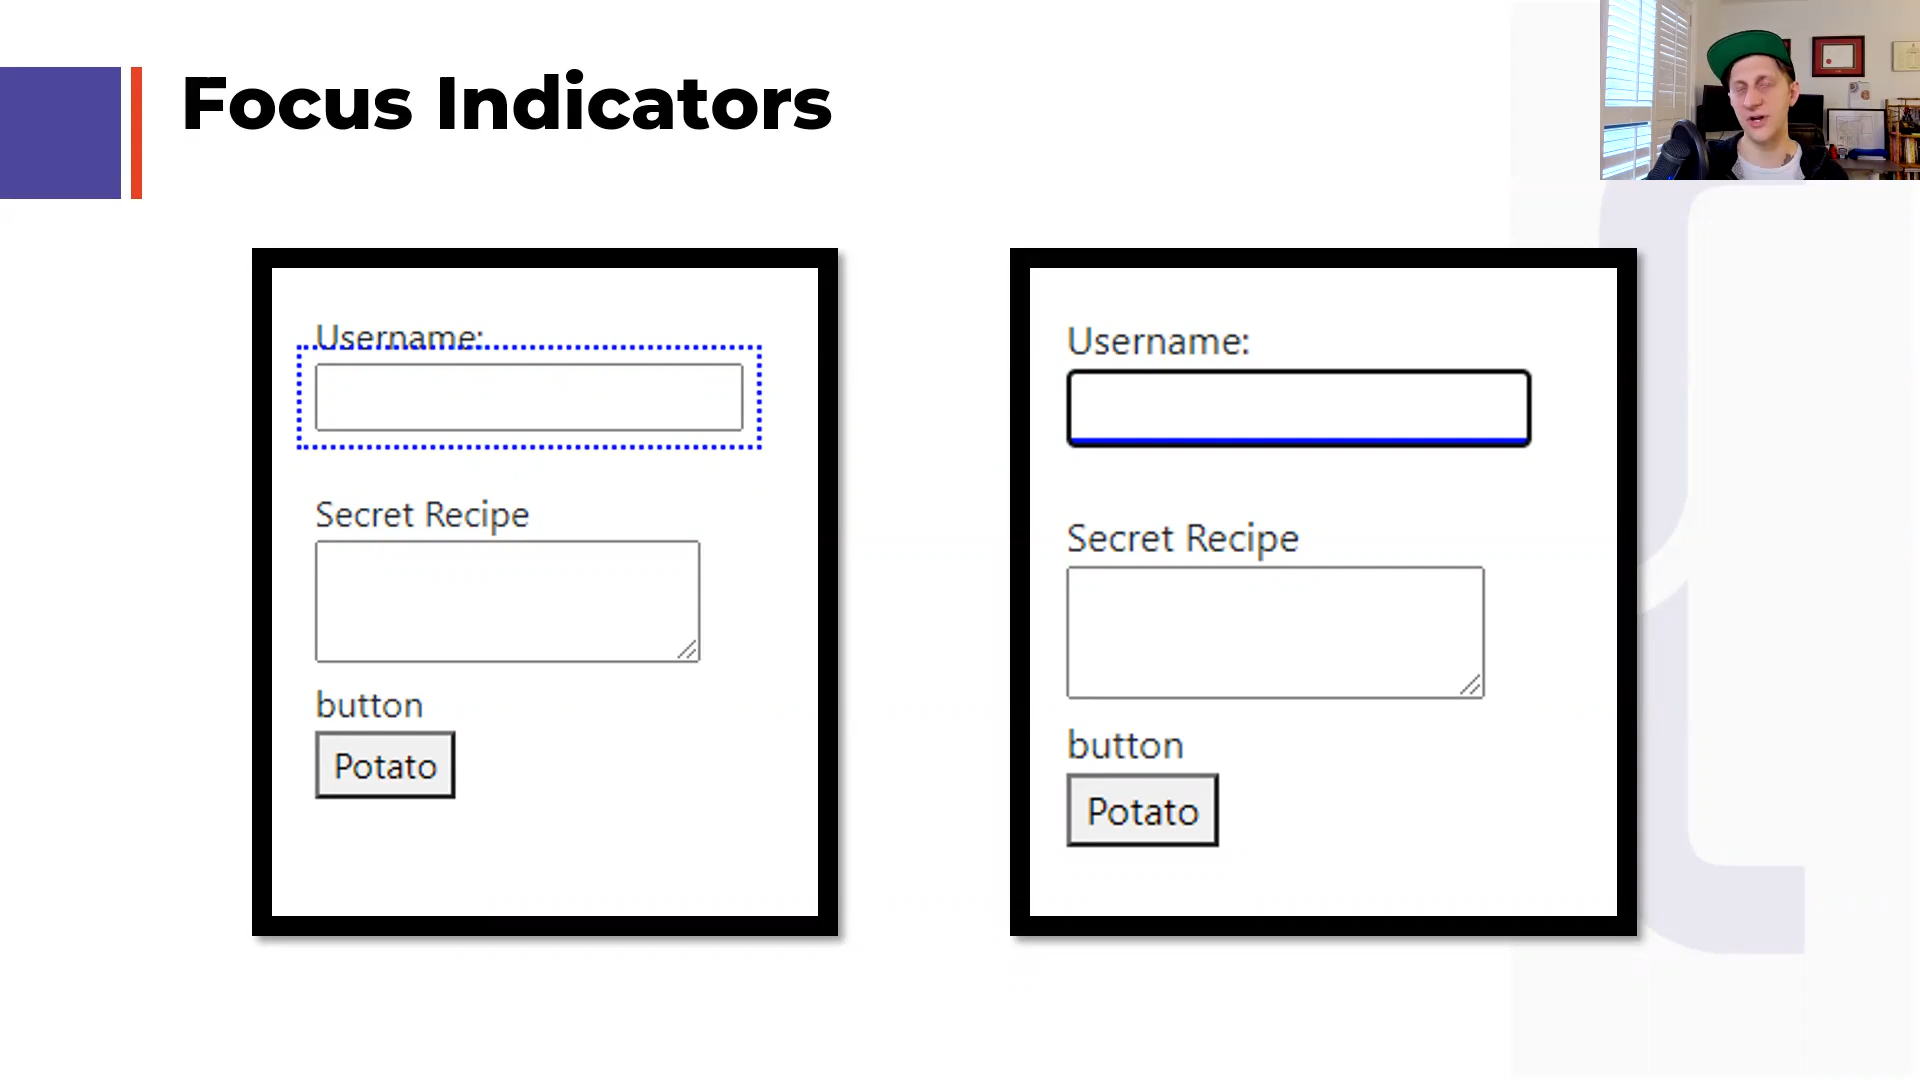 Focus Indicators
Username:
Secret Recipe
button
Potato
Username:
Secret Recipe
button
Potato